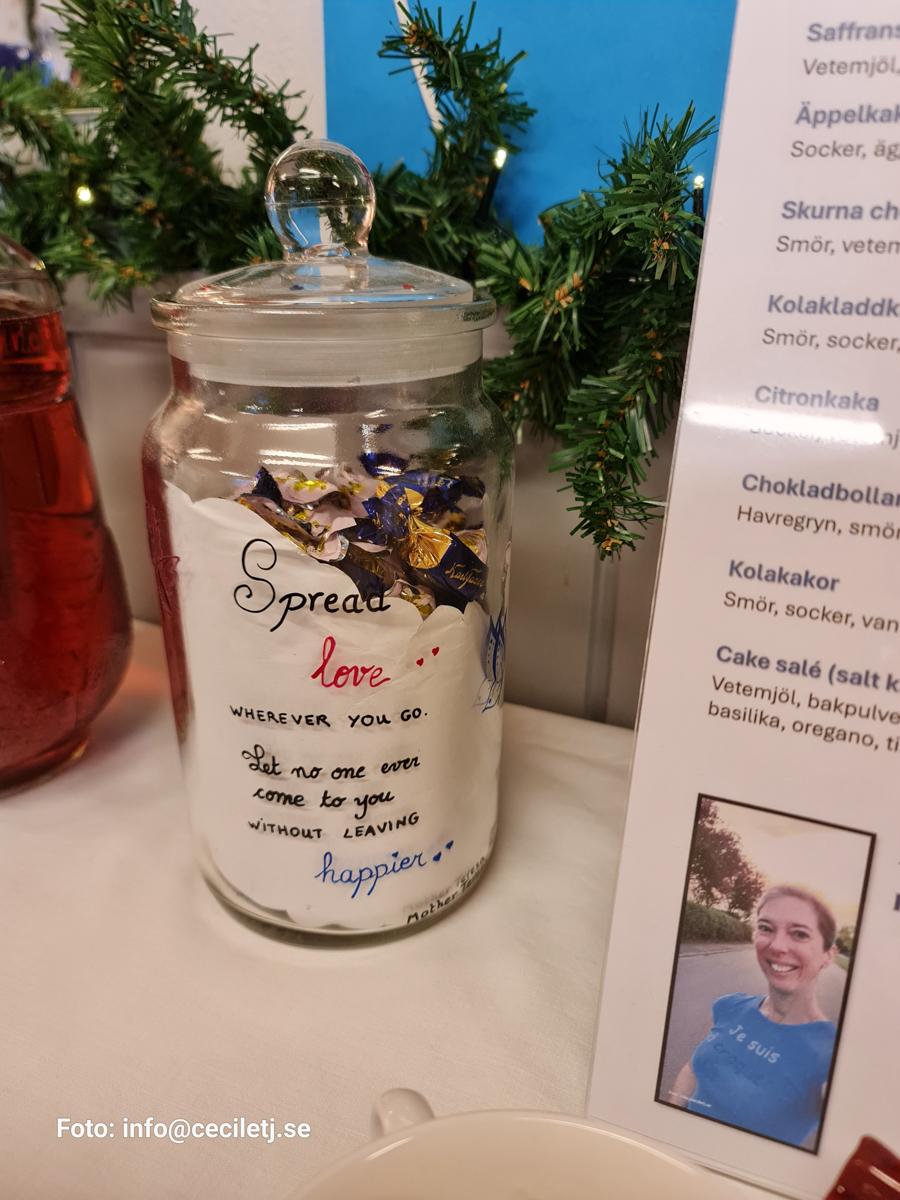 Spread
love
WHEREVER YOU GO.
Let no one ever
come to you
WITHOUT LEAVING
happier
Mother
Saffrans
Vetemjöl,
Äppelkak
Socker, äg
Skurna ch
Smör, vetem
Kolakladdk
Smör, socker,
Citronkaka
Chokladbollar
Havregryn, smör
Kolakakor
Smör, socker, van
Cake salé (salt k
Vetemjöl, bakpulve
basilika, oregano, ti
Je suis
Foto: info@ceciletj.se